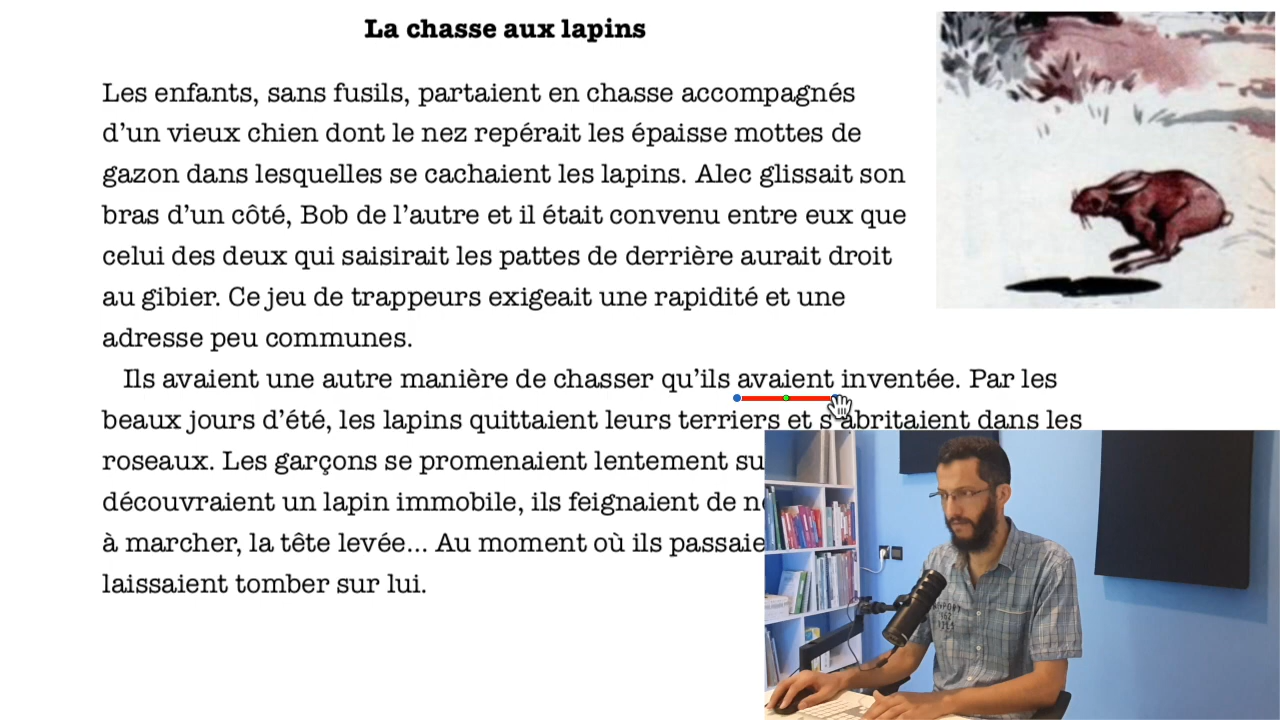 La chasse aux lapins
Les enfants, sans fusils, partaient en chasse accompagnés
d’un vieux chien dont le nez repérait les épaisse mottes de
gazon dans lesquelles se cachaient les lapins. Alec glissait son
bras d’un côté, Bob de l’autre et il était convenu entre eux que
celui des deux qui saisirait les pattes de derrière aurait droit
au gibier. Ce jeu de trappeurs exigeait une rapidité et une
adresse peu communes.
Ils avaient une autre manière de chasser qu’ils avaient inventée. Par les
beaux jours d’été, les lapins quittaient leurs terriers et s’abritaient dans les
roseaux. Les garçons se promenaient lentement
découvraient un lapin immobile, ils feignaient de
à marcher, la tête levée... Au moment où ils
laissaient tomber sur lui.